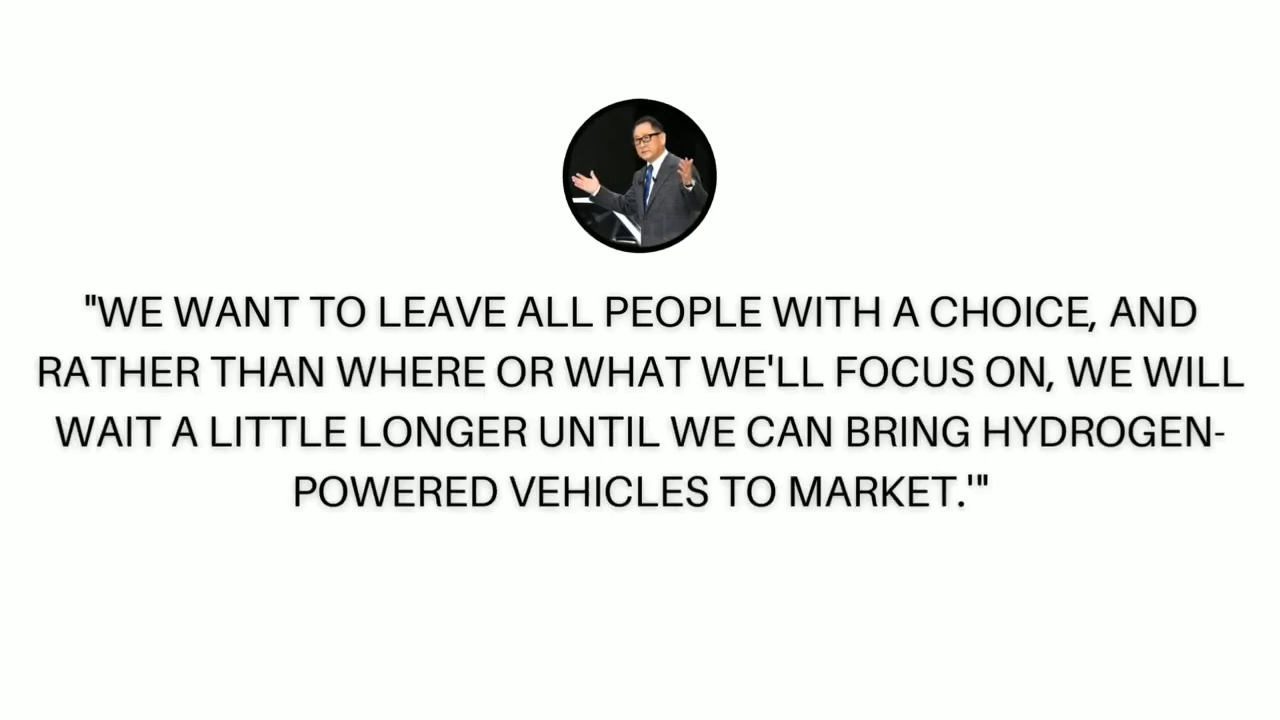 "WE WANT TO LEAVE ALL PEOPLE WITH A CHOICE, AND
RATHER THAN WHERE OR WHAT WE'LL FOCUS ON, WE WILL
WAIT A LITTLE LONGER UNTIL WE CAN BRING HYDROGEN-
POWERED VEHICLES TO MARKET.'"